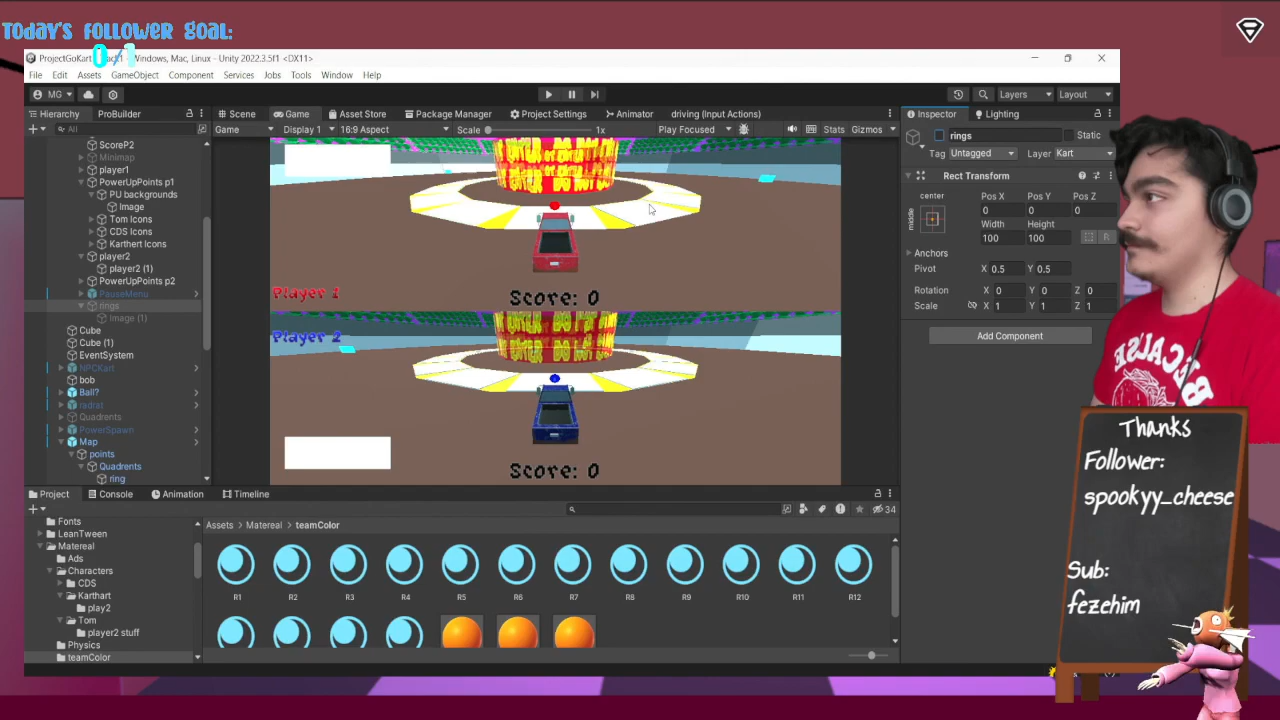 Today's follower goal:
0/1
ProjectGoKart
Windows, Mac, Linux - Unity 2022.3.5f1 <DX11>
File Edit Assets GameObject Component Services Jobs Tools Window Help
MG
Layers Layout
Hierarchy ProBuilder
All
ScoreP2
Minimap
player1
PowerUpPoints p1
PU backgrounds
Image
Tom Icons
CDS Icons
Karthert Icons
player2
player2 (1)
PowerUpPoints p2
PauseMenu
rings
Image (1)
Cube
Cube (1)
EventSystem
NPCKart
bob
Ball?
radrat
Quadrents
PowerSpawn
Map
points
Quadrents
ring
Scene Game Asset Store Package Manager Project Settings Animator driving (Input Actions)
Game Display 1 16:9 Aspect Scale 1x Play Focused Stats Gizmos
Player 1
Score: 0
Player 2
Score: 0
Inspector Lighting
rings Static
Tag Untagged Layer Kart
Rect Transform
center Pos X Pos Y Pos Z
middle 0 0 0
Width Height
100 100 R
Anchors
Pivot X 0.5 Y 0.5
Rotation X 0 Y 0 Z 0
Scale X 1 Y 1 Z 1
Add Component
Project Console Animation Timeline
34
Fonts
LeanTween
Matereal
Ads
Characters
CDS
Karthart
play2
Tom
player2 stuff
Physics
teamColor
Assets > Matereal > teamColor
R1 R2 R3 R4 R5 R6 R7 R8 R9 R10 R11 R12
BECAUSE
Thanks
Follower:
spookyy_cheese
Sub:
fezehim